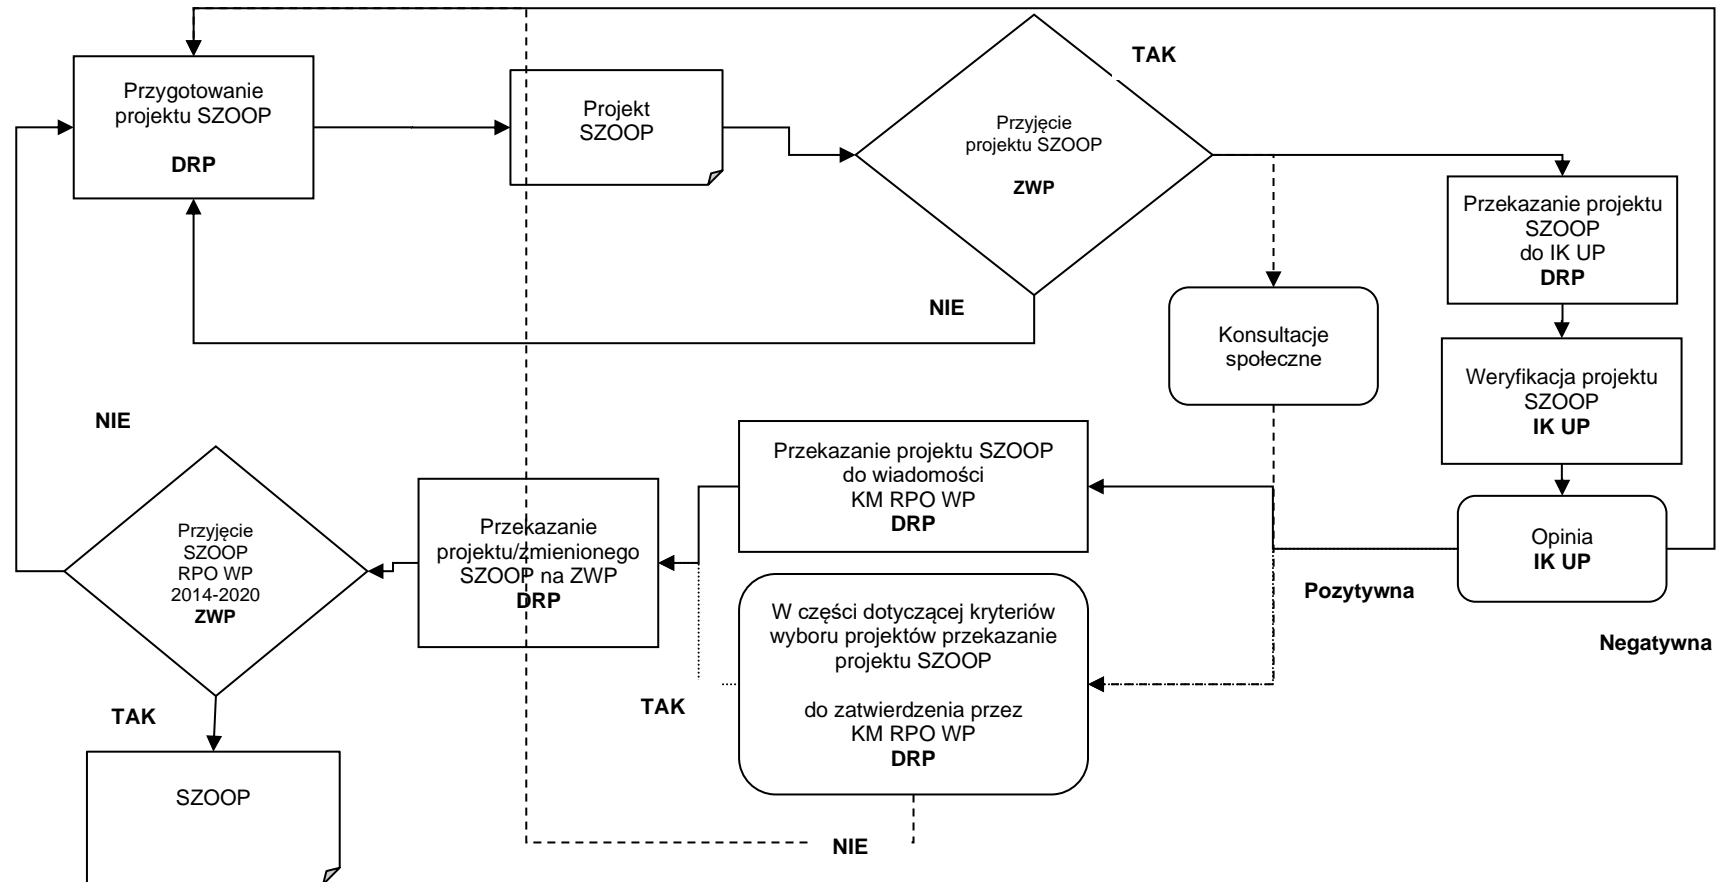 TAK
Przygotowanie
projektu SZOOP
DRP
Projekt
SZOOP
Przyjęcie
projektu SZOOP
ZWP
Przekazanie projektu
SZOOP
do IK UP
DRP
NIE
Konsultacje
społeczne
Weryfikacja projektu
SZOOP
IK UP
NIE
Przekazanie projektu SZOOP
do wiadomości
KM RPO WP
DRP
Przyjęcie
SZOOP
RPO WP
2014-2020
ZWP
Przekazanie
projektu/zmienionego
SZOOP na ZWP
DRP
Opinia
IK UP
Pozytywna
Negatywna
W części dotyczącej kryteriów
wyboru projektów przekazanie
projektu SZOOP
do zatwierdzenia przez
KM RPO WP
DRP
TAK
TAK
SZOOP
NIE